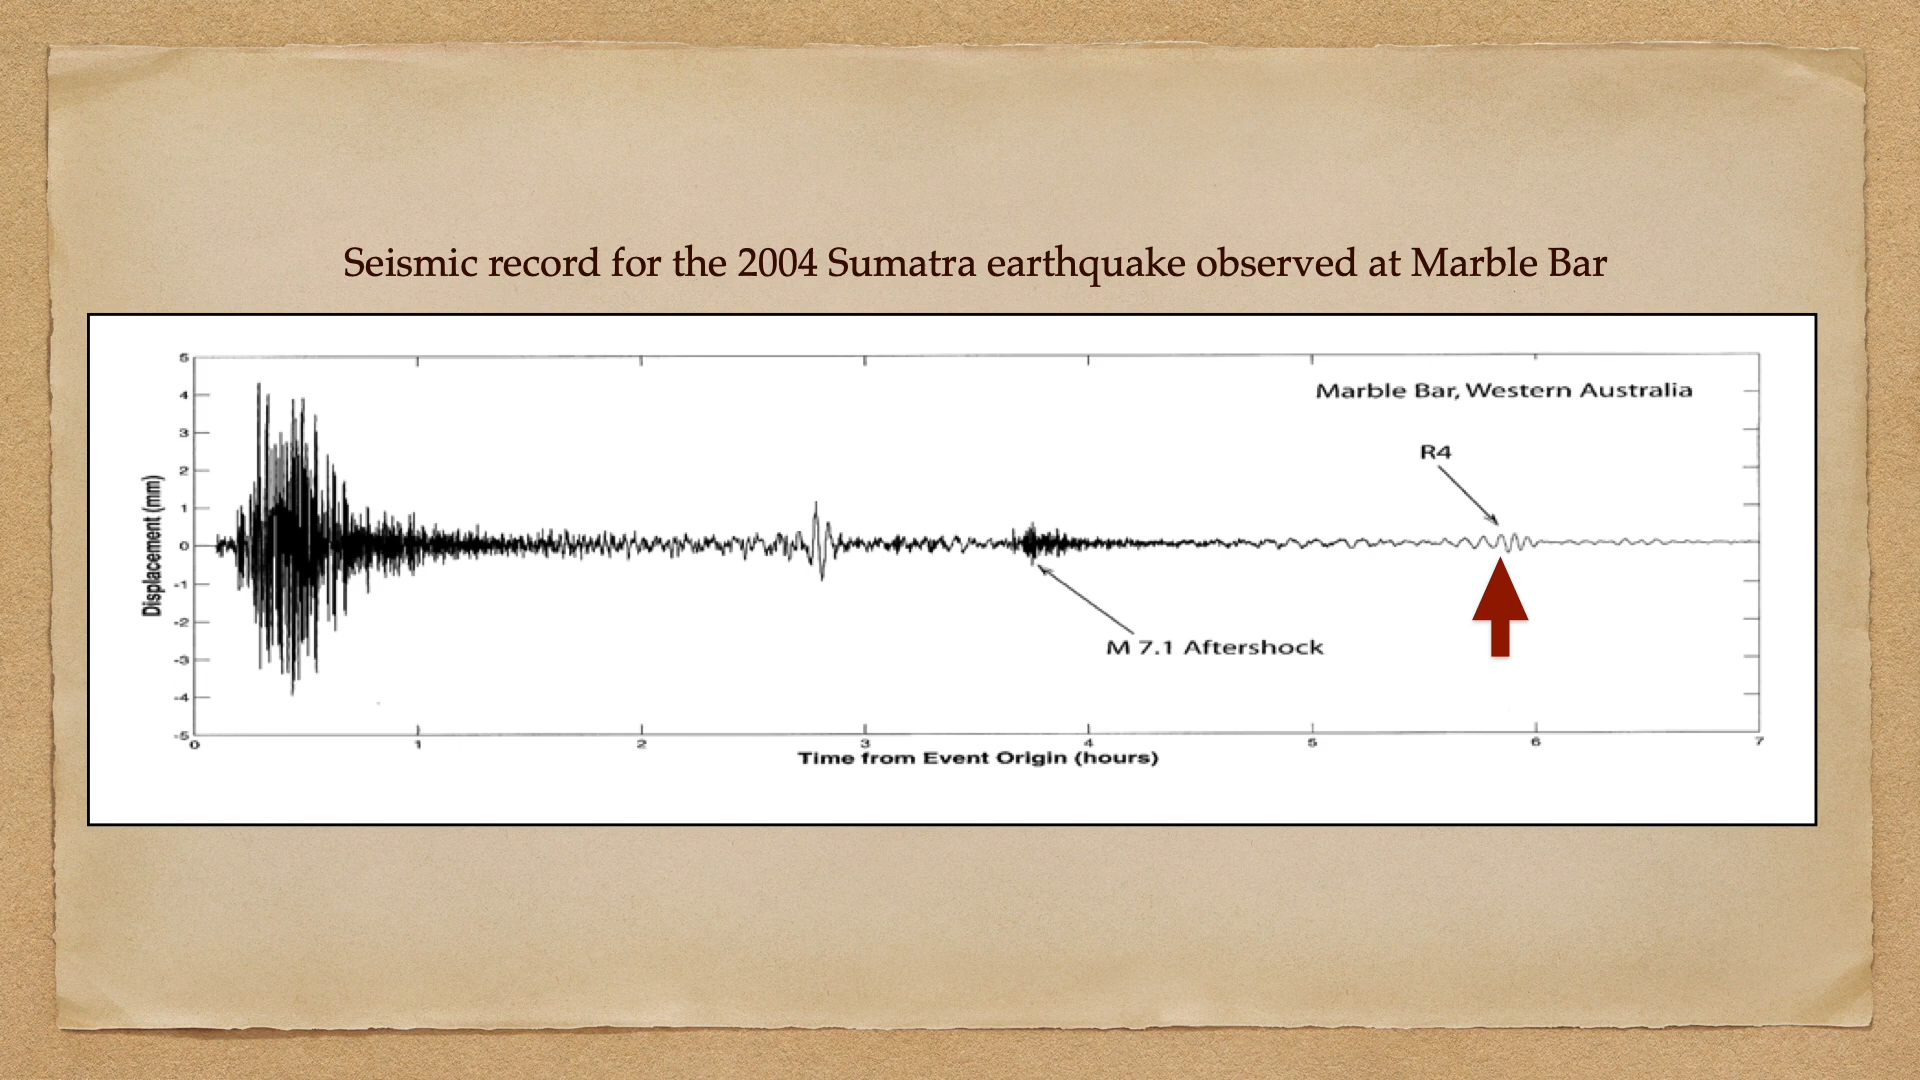 Seismic record for the 2004 Sumatra earthquake observed at Marble Bar
5
4
3
2
1
0
-1
-2
-3
-4
-5
Displacement (mm)
Marble Bar, Western Australia
R4
M 7.1 Aftershock
0 1 2 3 4 5 6 7
Time from Event Origin (hours)